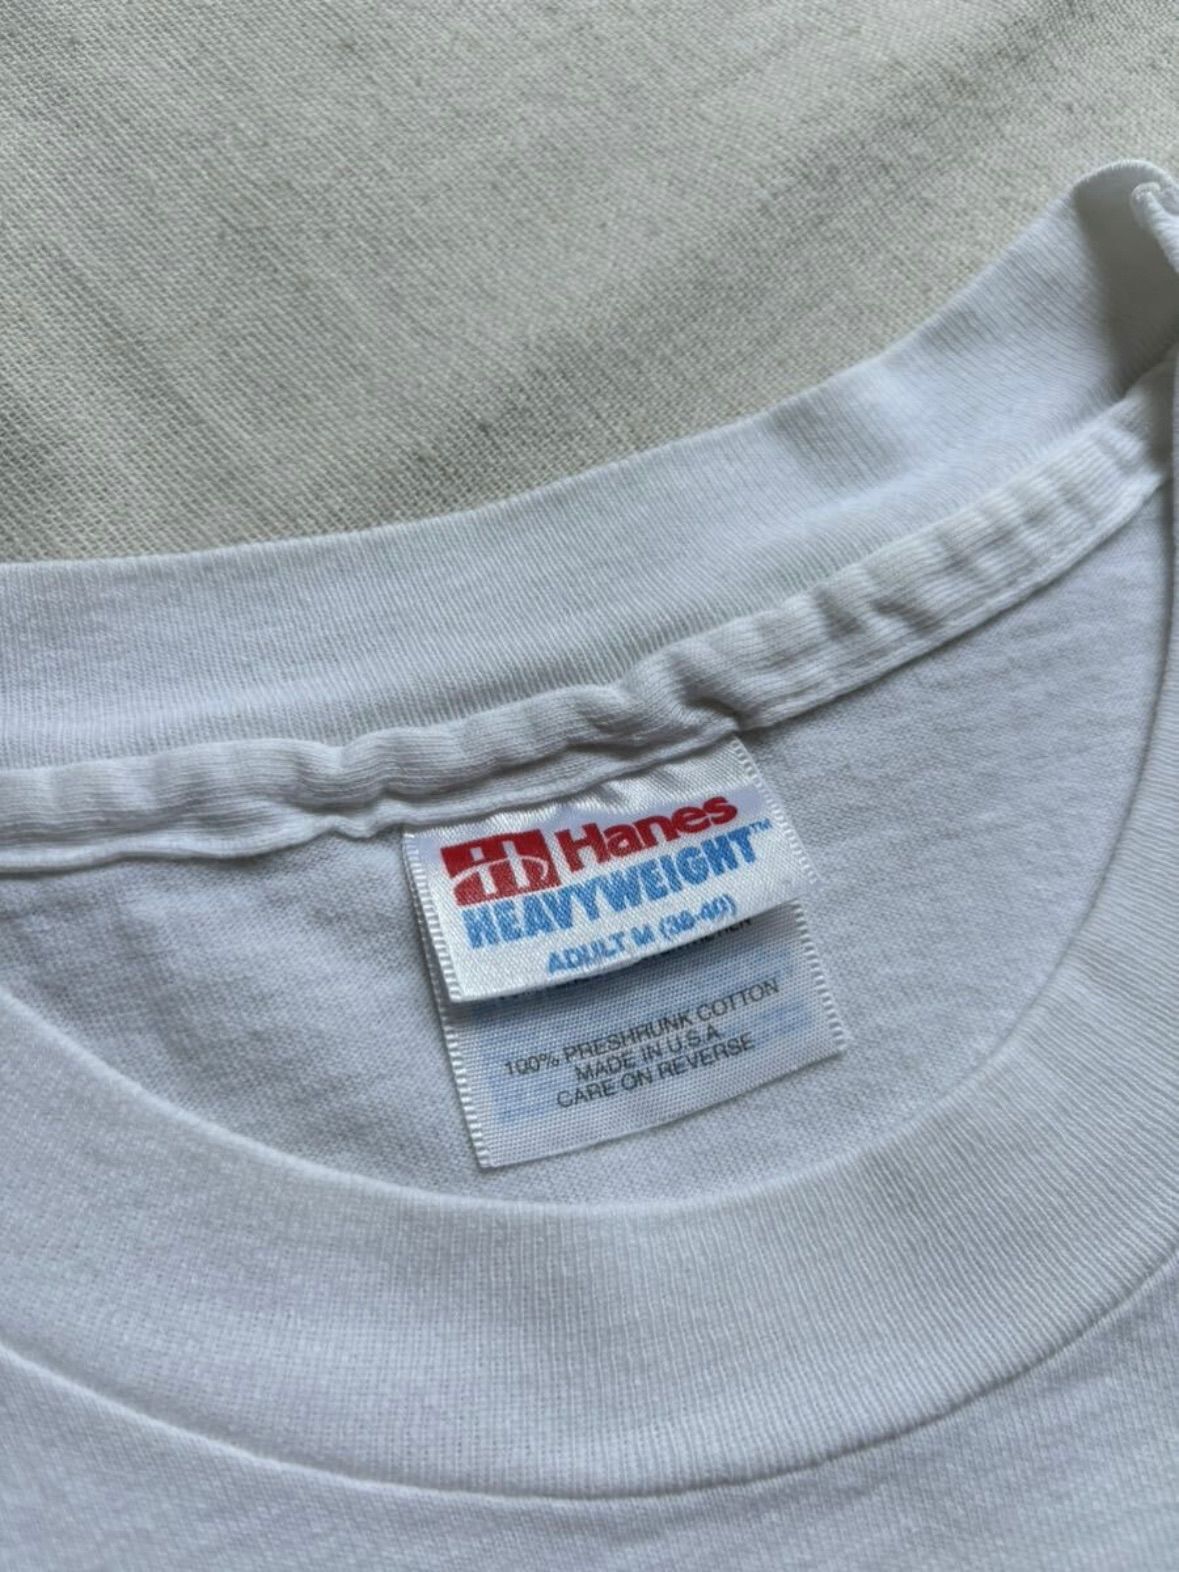 Hanes
HEAVYWEIGHT™
ADULT M (38-40)
100% PRESHRUNK COTTON
MADE IN U.S.A.
CARE ON REVERSE